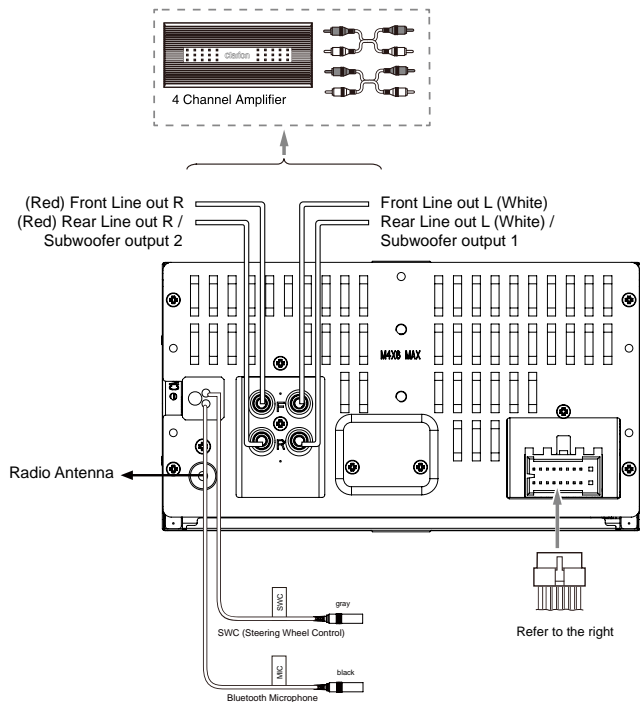 clarion
4 Channel Amplifier
(Red) Front Line out R
(Red) Rear Line out R /
Subwoofer output 2
Front Line out L (White)
Rear Line out L (White) /
Subwoofer output 1
M4X6 MAX
F
R
Radio Antenna
SWC
gray
SWC (Steering Wheel Control)
Refer to the right
MIC
black
Bluetooth Microphone